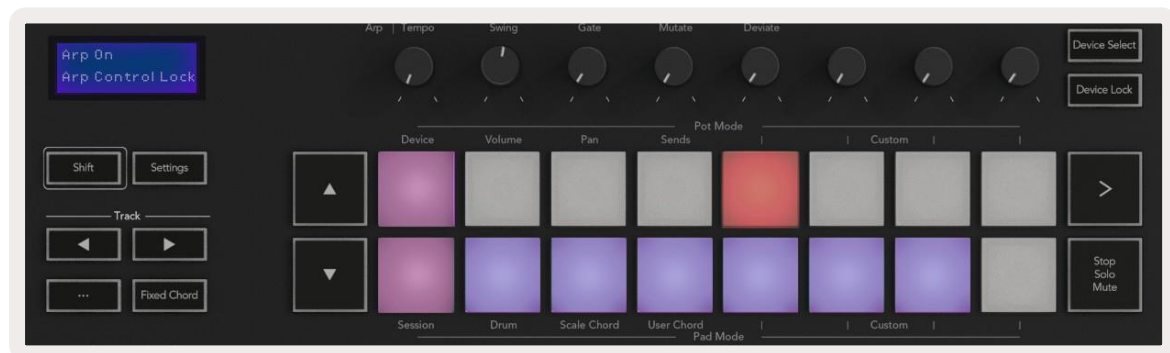 Arp | Tempo Swing Gate Mutate Deviate
Arp On
Arp Control Lock
Device Select
Device Lock
Pot Mode
Device Volume Pan Sends Custom
Shift Settings
Track
... Fixed Chord
Stop
Solo
Mute
Session Drum Scale Chord User Chord Custom
Pad Mode